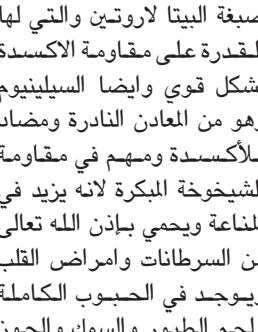 صبغة البيتا لاروتين والتي لها
القدرة على مقاومة الاكسدة
بشكل قوي وايضا السيلينيوم
وهو من المعادن النادرة ومضاد
للأكسدة ومهم في مقاومة
الشيخوخة المبكرة لانه يزيد في
المناعة ويحمي بإذن الله تعالى
من السرطانات وامراض القلب
ويوجد في الحبوب الكاملة
الطيور والسمك والجوز